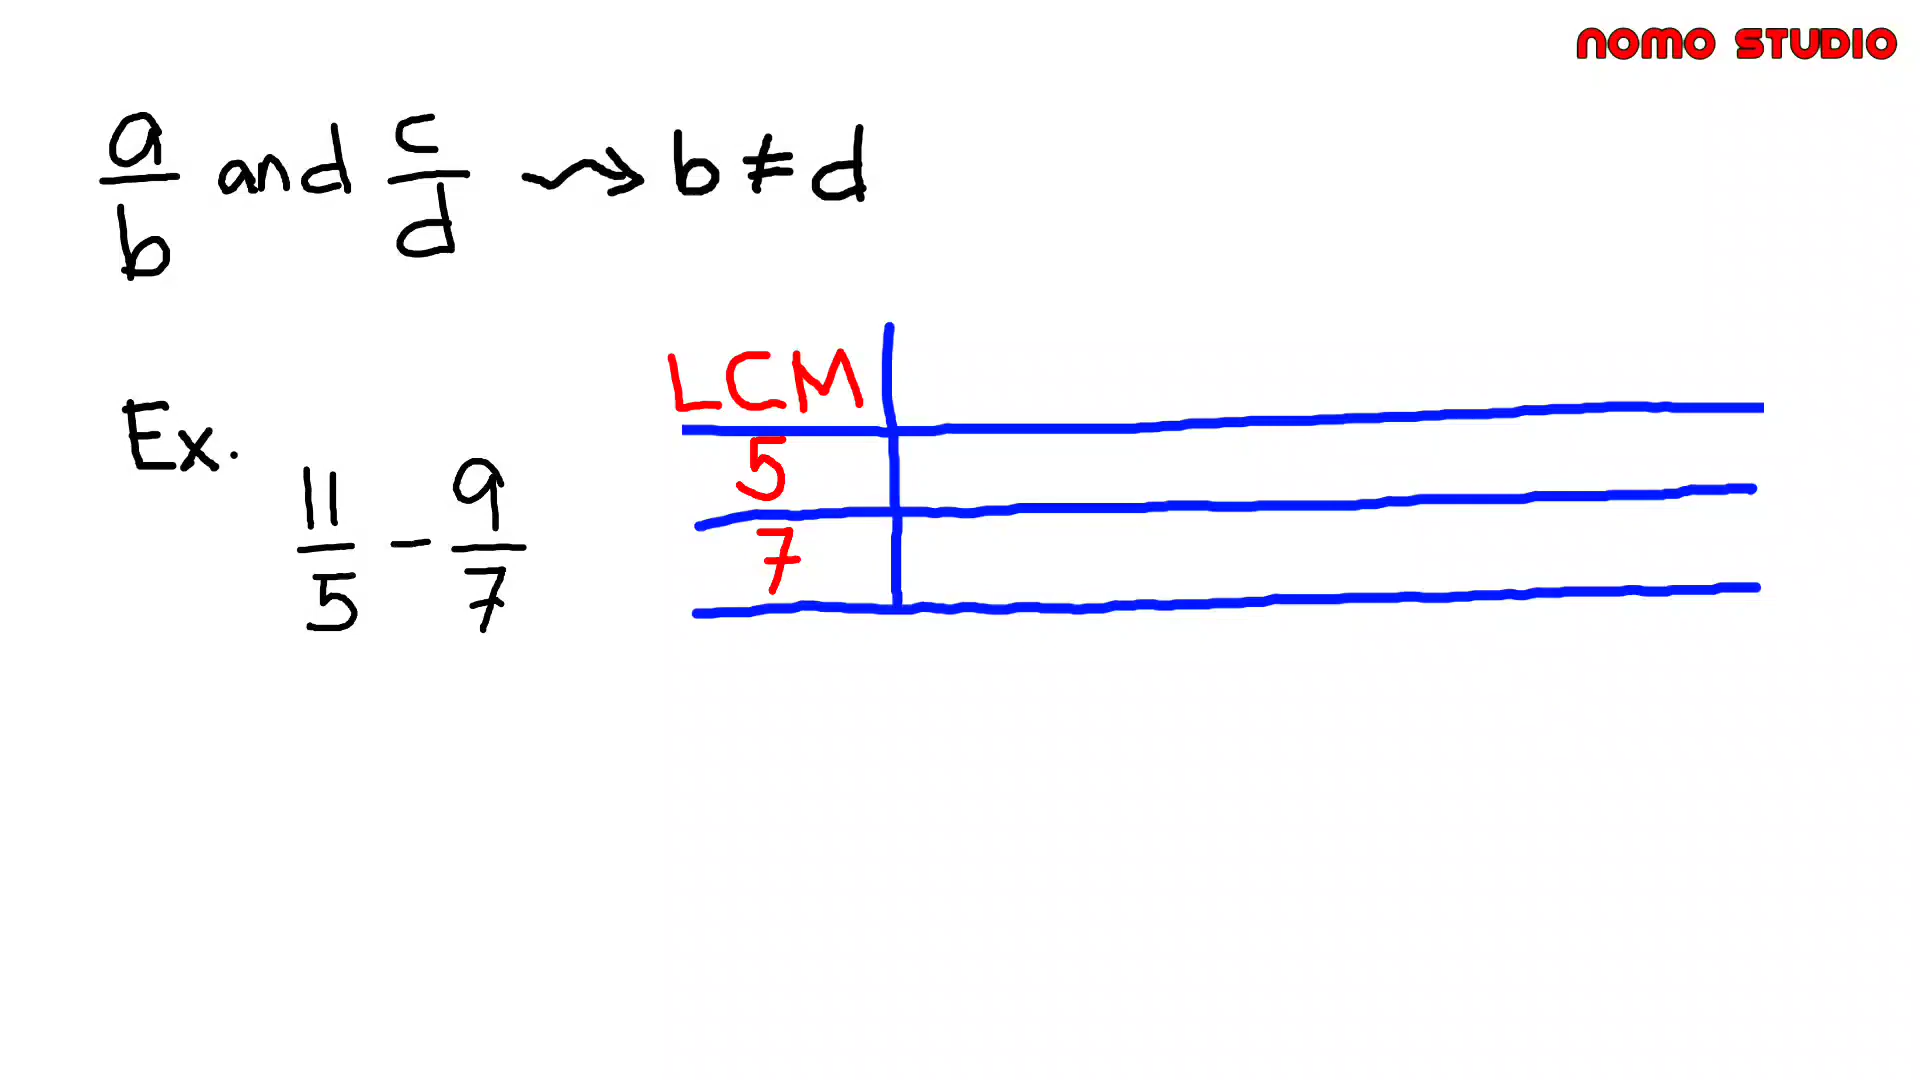 NOMO STUDIO
a/b and c/d ⇝ b ≠ d
Ex.
11/5 - 9/7
LCM
5
7